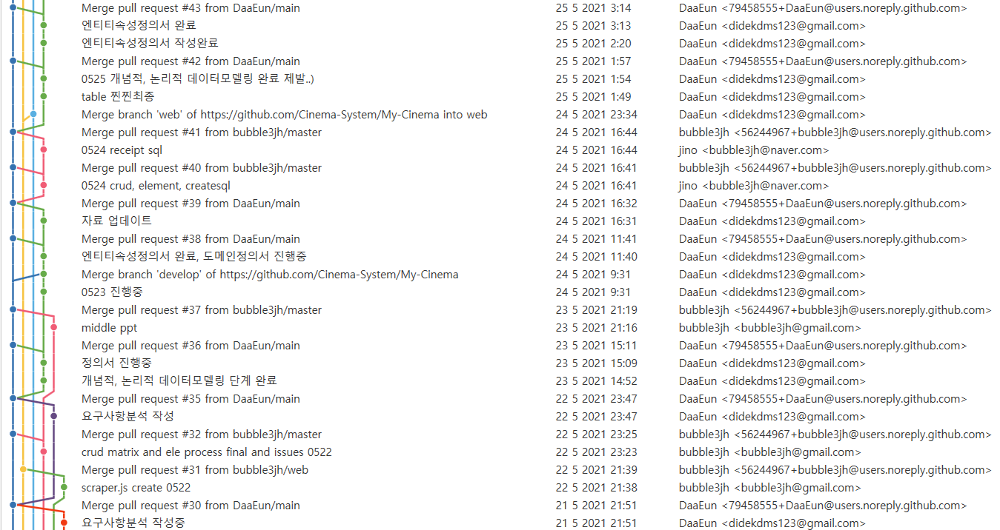 Merge pull request #43 from DaaEun/main 25 5 2021 3:14 DaaEun <79458555+DaaEun@users.noreply.github.com>
엔티티속성정의서 완료 25 5 2021 3:13 DaaEun <didekdms123@gmail.com>
엔티티속성정의서 작성완료 25 5 2021 2:20 DaaEun <didekdms123@gmail.com>
Merge pull request #42 from DaaEun/main 25 5 2021 1:57 DaaEun <79458555+DaaEun@users.noreply.github.com>
0525 개념적, 논리적 데이터모델링 완료 제발..) 25 5 2021 1:54 DaaEun <didekdms123@gmail.com>
table 찐찐최종 25 5 2021 1:49 DaaEun <didekdms123@gmail.com>
Merge branch 'web' of https://github.com/Cinema-System/My-Cinema into web 24 5 2021 23:34 DaaEun <didekdms123@gmail.com>
Merge pull request #41 from bubble3jh/master 24 5 2021 16:44 bubble3jh <56244967+bubble3jh@users.noreply.github.com>
0524 receipt sql 24 5 2021 16:44 jino <bubble3jh@naver.com>
Merge pull request #40 from bubble3jh/master 24 5 2021 16:41 bubble3jh <56244967+bubble3jh@users.noreply.github.com>
0524 crud, element, createsql 24 5 2021 16:41 jino <bubble3jh@naver.com>
Merge pull request #39 from DaaEun/main 24 5 2021 16:32 DaaEun <79458555+DaaEun@users.noreply.github.com>
자료 업데이트 24 5 2021 16:31 DaaEun <didekdms123@gmail.com>
Merge pull request #38 from DaaEun/main 24 5 2021 11:41 DaaEun <79458555+DaaEun@users.noreply.github.com>
엔티티속성정의서 완료, 도메인정의서 진행중 24 5 2021 11:40 DaaEun <didekdms123@gmail.com>
Merge branch 'develop' of https://github.com/Cinema-System/My-Cinema 24 5 2021 9:31 DaaEun <didekdms123@gmail.com>
0523 진행중 24 5 2021 9:31 DaaEun <didekdms123@gmail.com>
Merge pull request #37 from bubble3jh/master 23 5 2021 21:19 bubble3jh <56244967+bubble3jh@users.noreply.github.com>
middle ppt 23 5 2021 21:16 bubble3jh <bubble3jh@gmail.com>
Merge pull request #36 from DaaEun/main 23 5 2021 15:11 DaaEun <79458555+DaaEun@users.noreply.github.com>
정의서 진행중 23 5 2021 15:09 DaaEun <didekdms123@gmail.com>
개념적, 논리적 데이터모델링 단계 완료 23 5 2021 14:52 DaaEun <didekdms123@gmail.com>
Merge pull request #35 from DaaEun/main 22 5 2021 23:47 DaaEun <79458555+DaaEun@users.noreply.github.com>
요구사항분석 작성 22 5 2021 23:47 DaaEun <didekdms123@gmail.com>
Merge pull request #32 from bubble3jh/master 22 5 2021 23:25 bubble3jh <56244967+bubble3jh@users.noreply.github.com>
crud matrix and ele process final and issues 0522 22 5 2021 23:23 bubble3jh <bubble3jh@gmail.com>
Merge pull request #31 from bubble3jh/web 22 5 2021 21:39 bubble3jh <56244967+bubble3jh@users.noreply.github.com>
scraper.js create 0522 22 5 2021 21:38 bubble3jh <bubble3jh@gmail.com>
Merge pull request #30 from DaaEun/main 21 5 2021 21:51 DaaEun <79458555+DaaEun@users.noreply.github.com>
요구사항분석 작성중 21 5 2021 21:51 DaaEun <didekdms123@gmail.com>